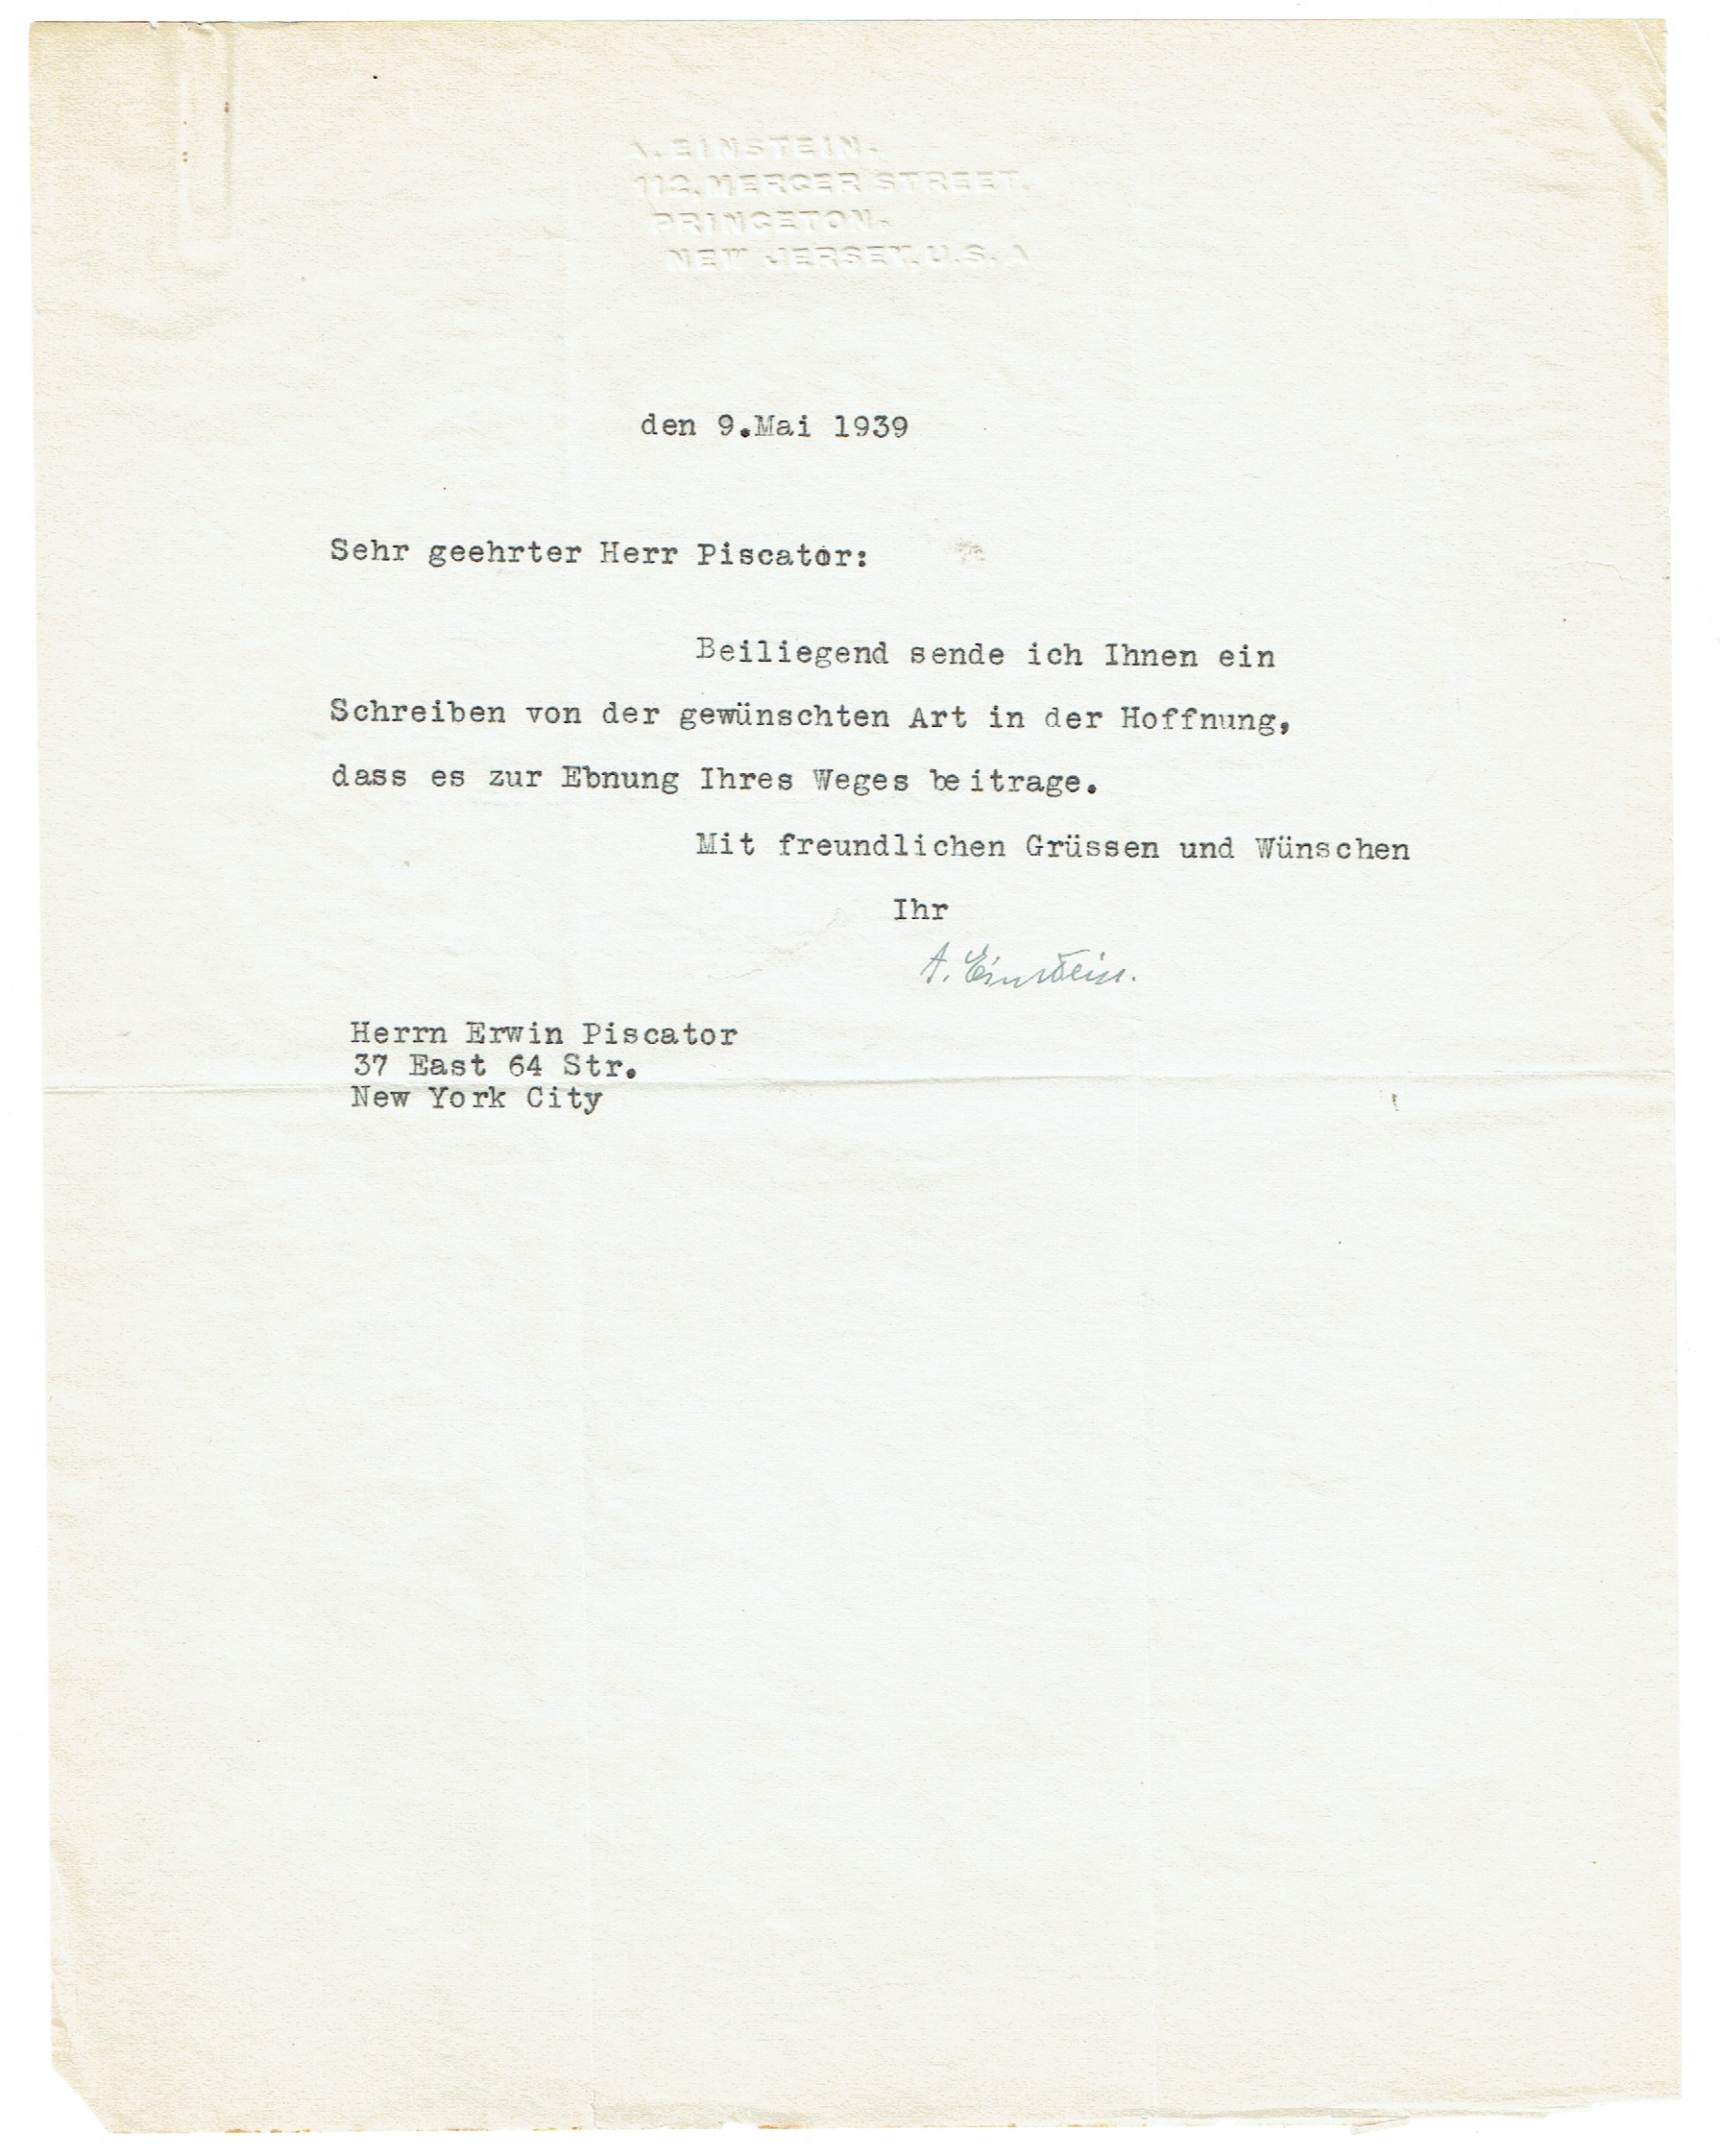 A. EINSTEIN.
112, MERCER STREET.
PRINCETON.
NEW JERSEY, U.S.A
den 9.Mai 1939
Sehr geehrter Herr Piscator:
Beiliegend sende ich Ihnen ein
Schreiben von der gewünschten Art in der Hoffnung,
dass es zur Ebnung Ihres Weges beitrage.
Mit freundlichen Grüssen und Wünschen
Ihr
A. Einstein.
Herrn Erwin Piscator
37 East 64 Str.
New York City